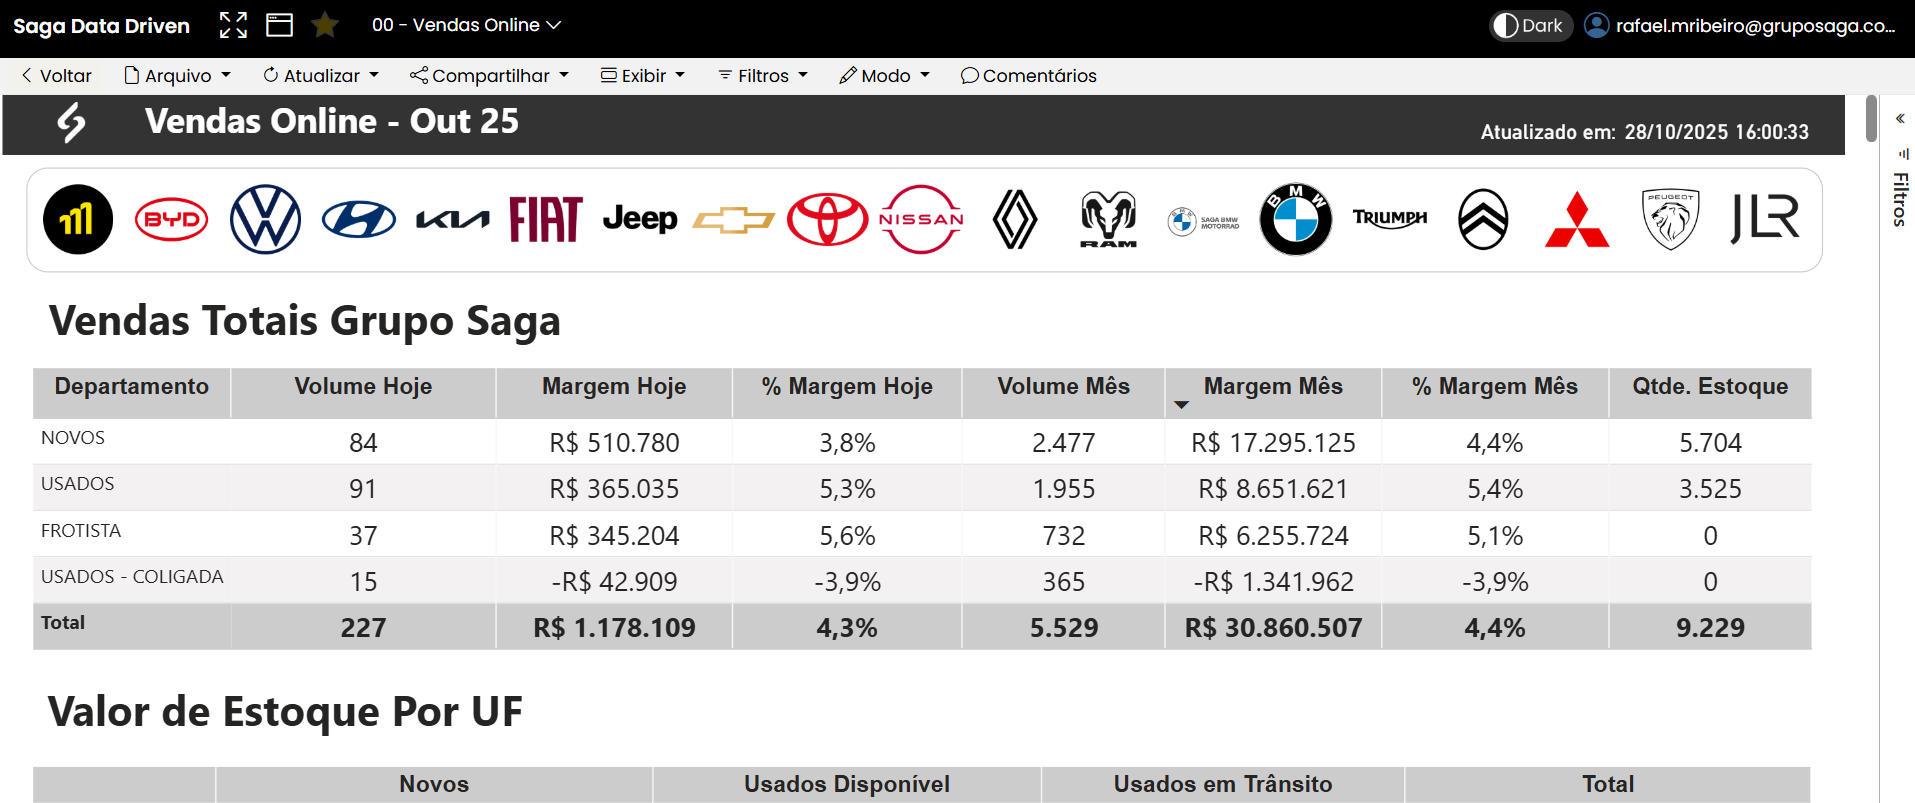 Saga Data Driven 00 - Vendas Online Dark rafael.mribeiro@gruposaga.co...
Voltar Arquivo Atualizar Compartilhar Exibir Filtros Modo Comentários
Vendas Online - Out 25
Atualizado em: 28/10/2025 16:00:33
BYD KIA FIAT Jeep NISSAN RAM SAGA BMW MOTORRAD BMW TRIUMPH PEUGEOT JLR
Filtros
Vendas Totais Grupo Saga
Departamento Volume Hoje Margem Hoje % Margem Hoje Volume Mês Margem Mês % Margem Mês Qtde. Estoque
NOVOS 84 R$ 510.780 3,8% 2.477 R$ 17.295.125 4,4% 5.704
USADOS 91 R$ 365.035 5,3% 1.955 R$ 8.651.621 5,4% 3.525
FROTISTA 37 R$ 345.204 5,6% 732 R$ 6.255.724 5,1% 0
USADOS - COLIGADA 15 -R$ 42.909 -3,9% 365 -R$ 1.341.962 -3,9% 0
Total 227 R$ 1.178.109 4,3% 5.529 R$ 30.860.507 4,4% 9.229
Valor de Estoque Por UF
Novos Usados Disponível Usados em Trânsito Total